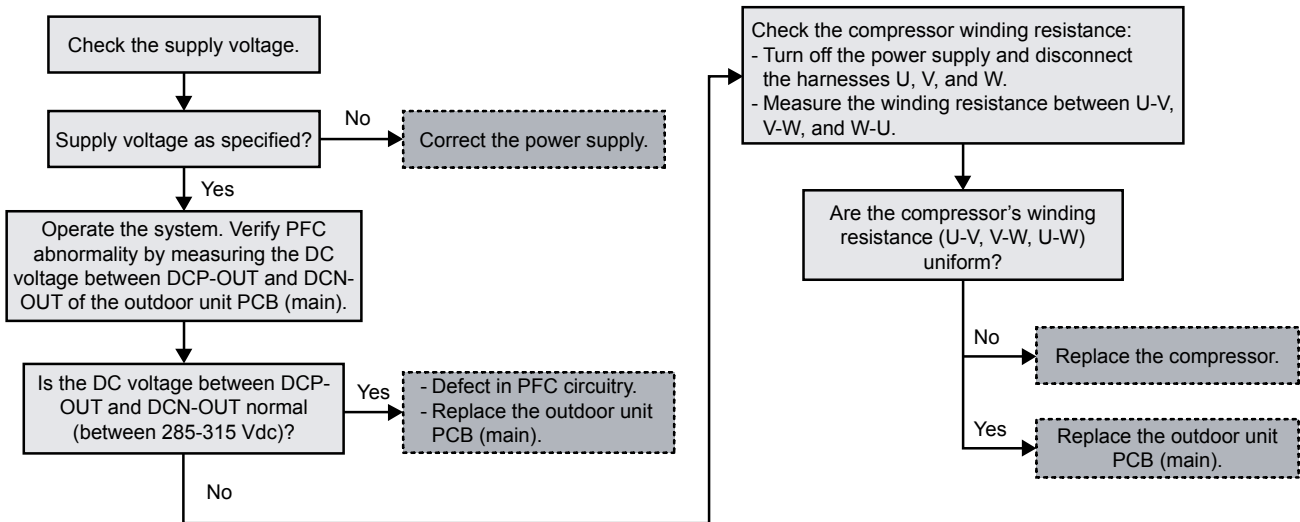 Check the supply voltage.
Supply voltage as specified?
No
Correct the power supply.
Yes
Operate the system. Verify PFC
abnormality by measuring the DC
voltage between DCP-OUT and DCN-
OUT of the outdoor unit PCB (main).
Is the DC voltage between DCP-
OUT and DCN-OUT normal
(between 285-315 Vdc)?
Yes
- Defect in PFC circuitry.
- Replace the outdoor unit
PCB (main).
No
Check the compressor winding resistance:
- Turn off the power supply and disconnect
the harnesses U, V, and W.
- Measure the winding resistance between U-V,
V-W, and W-U.
Are the compressor’s winding
resistance (U-V, V-W, U-W)
uniform?
No
Replace the compressor.
Yes
Replace the outdoor unit
PCB (main).